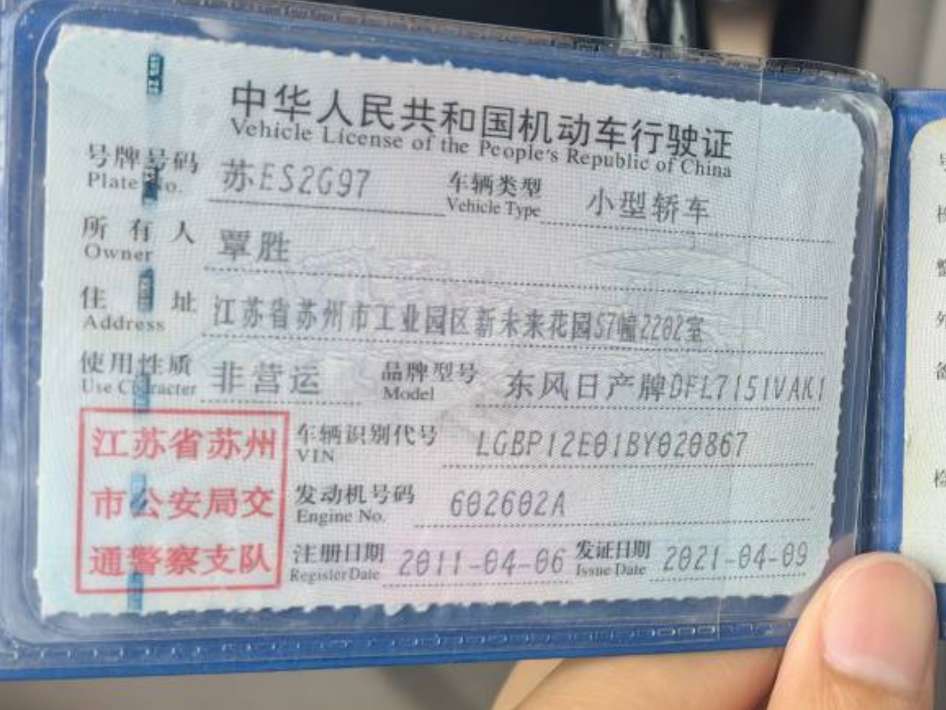 中华人民共和国机动车行驶证
Vehicle License of the People's Republic of China
号牌号码 苏ES2G97 车辆类型 小型轿车
Plate No. Vehicle Type
所有人 覃胜
Owner
住址 江苏省苏州市工业园区新未来花园57幢2202室
Address
使用性质 非营运 品牌型号 东风日产牌DFL7151VAK1
Use Character Model
江苏省苏州 车辆识别代号 LGBP12E01BY020867
VIN
市公安局交 发动机号码 602602A
Engine No.
通警察支队 注册日期 2011-04-06 发证日期 2021-04-09
Register Date Issue Date